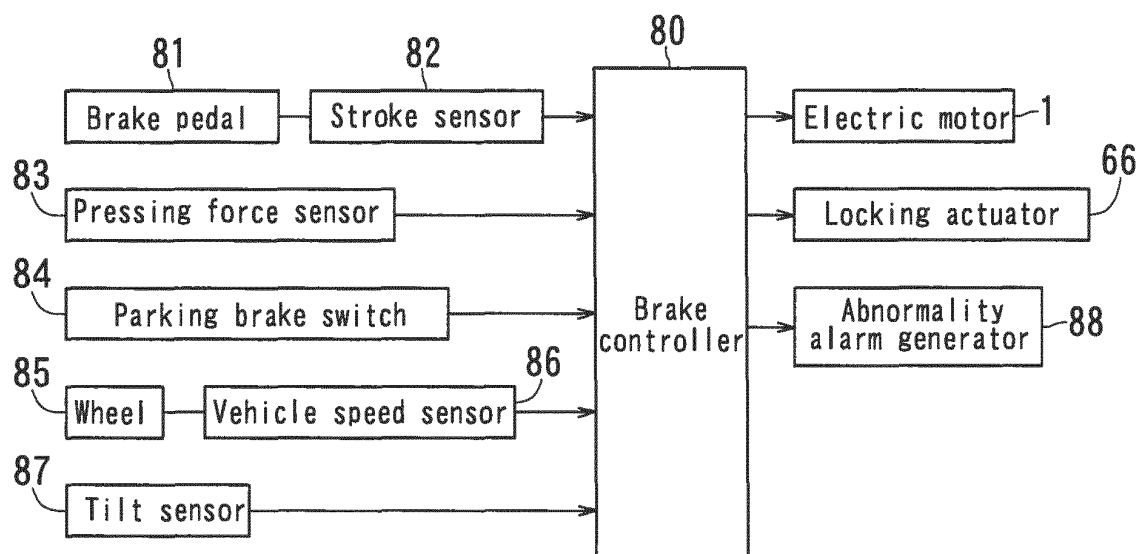 81
82
80
Brake pedal
Stroke sensor
Electric motor
1
83
66
Pressing force sensor
Locking actuator
84
Parking brake switch
Brake
controller
Abnormality
alarm generator
88
85
86
Wheel
Vehicle speed sensor
87
Tilt sensor